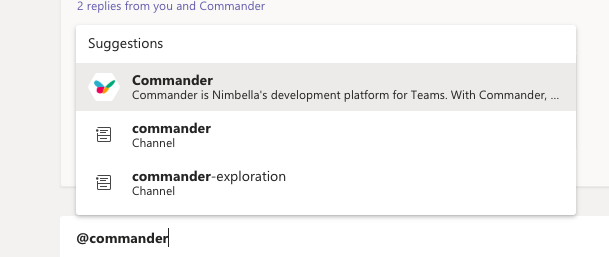 2 replies from you and Commander
Suggestions
Commander
Commander is Nimbella's development platform for Teams. With Commander, ...
commander
Channel
commander-exploration
Channel
@commander